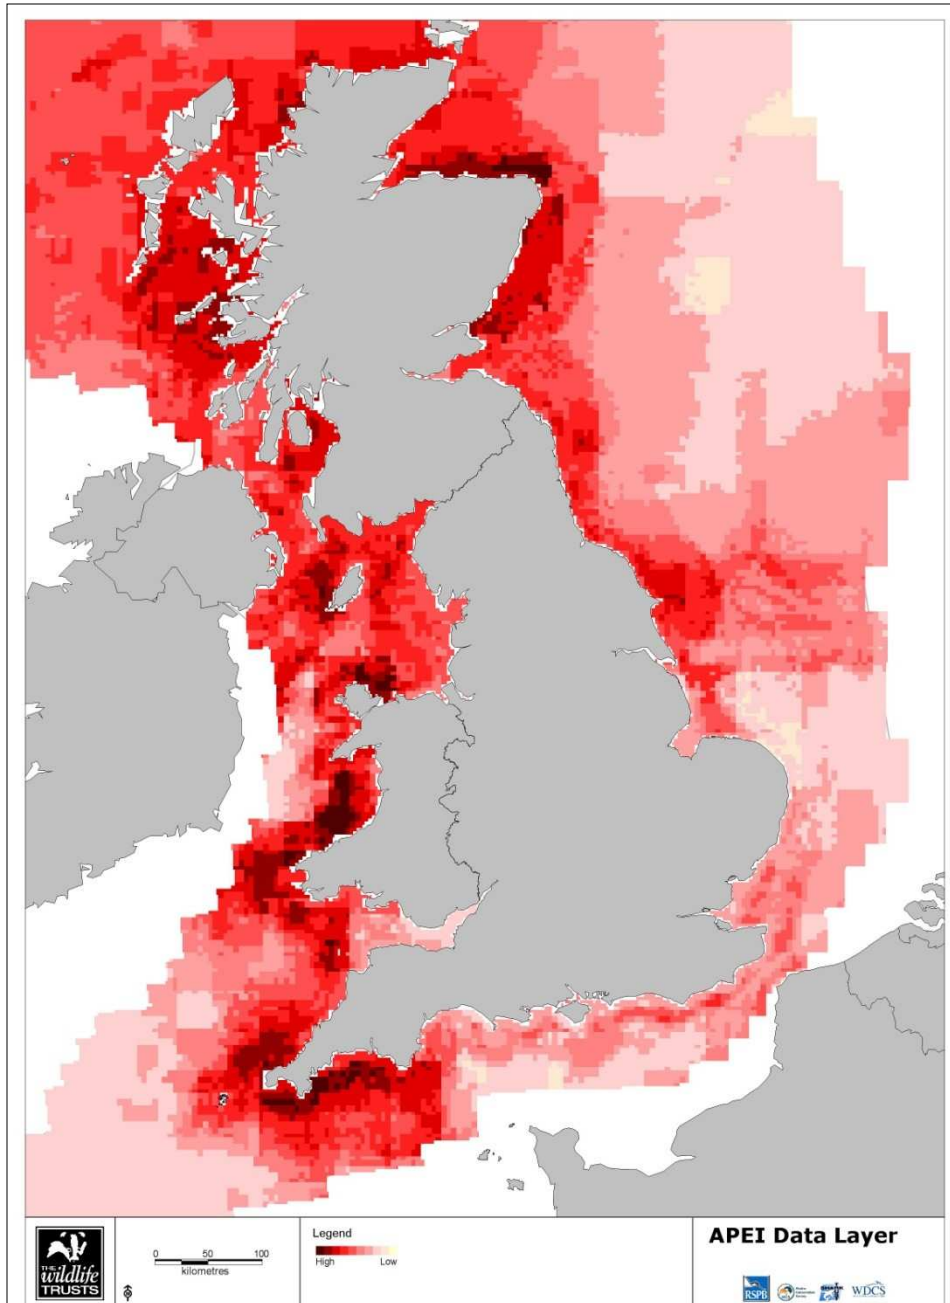 THE
wildlife
TRUSTS
0 50 100
kilometres
Legend
High Low
APEI Data Layer
RSPB
WDCS